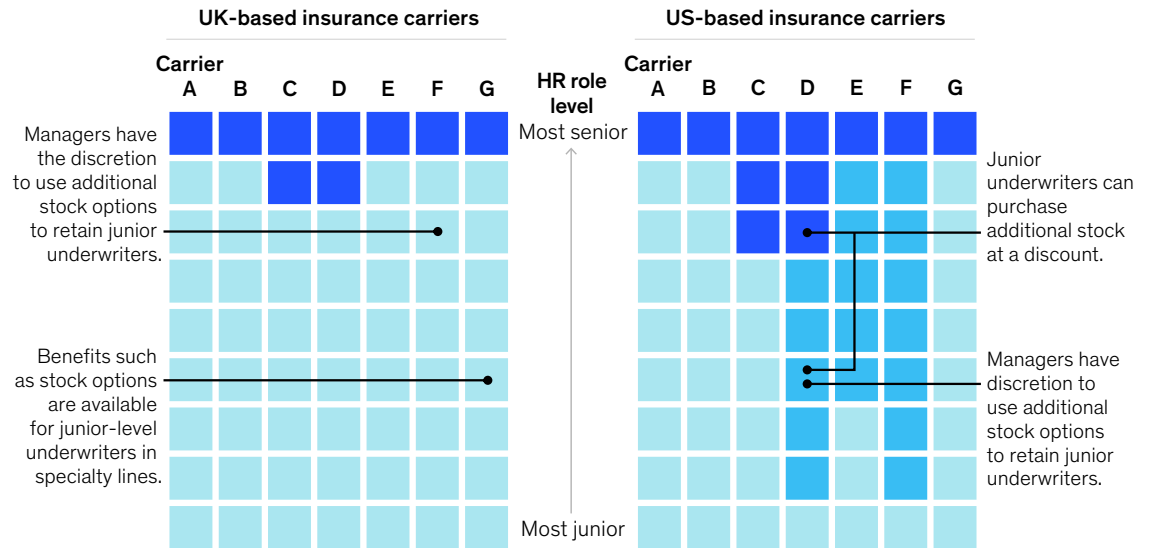 UK-based insurance carriers
US-based insurance carriers
Carrier
A B C D E F G
HR role
level
Most senior
Carrier
A B C D E F G
Managers have
the discretion
to use additional
stock options
to retain junior
underwriters.
Junior
underwriters can
purchase
additional stock
at a discount.
Benefits such
as stock options
are available
for junior-level
underwriters in
specialty lines.
Managers have
discretion to
use additional
stock options
to retain junior
underwriters.
Most junior